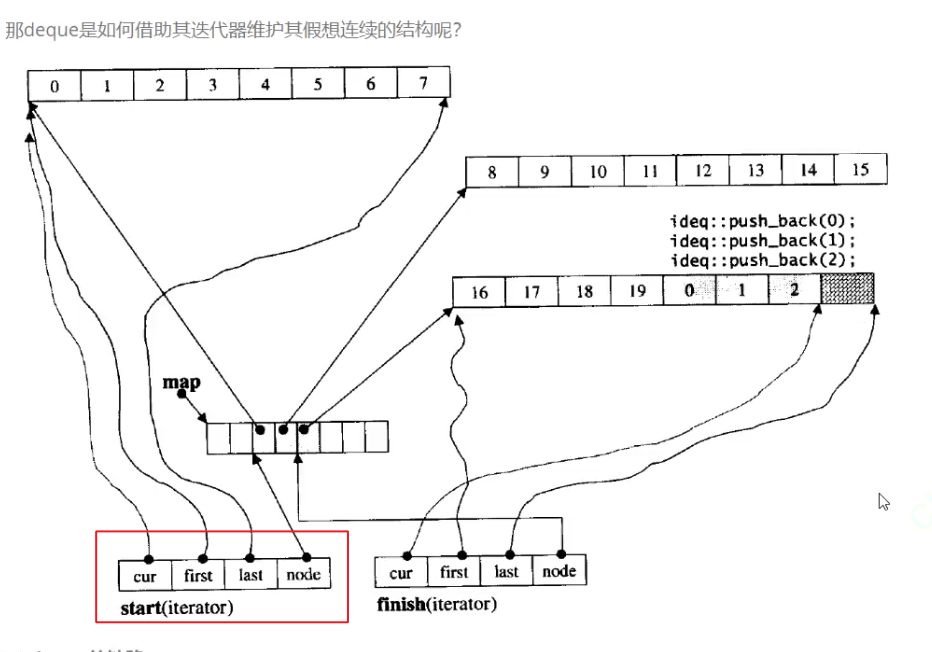 那deque是如何借助其迭代器维护其假想连续的结构呢？
0 1 2 3 4 5 6 7
8 9 10 11 12 13 14 15
ideq::push_back(0);
ideq::push_back(1);
ideq::push_back(2);
16 17 18 19 0 1 2
map
cur first last node
start(iterator)
cur first last node
finish(iterator)